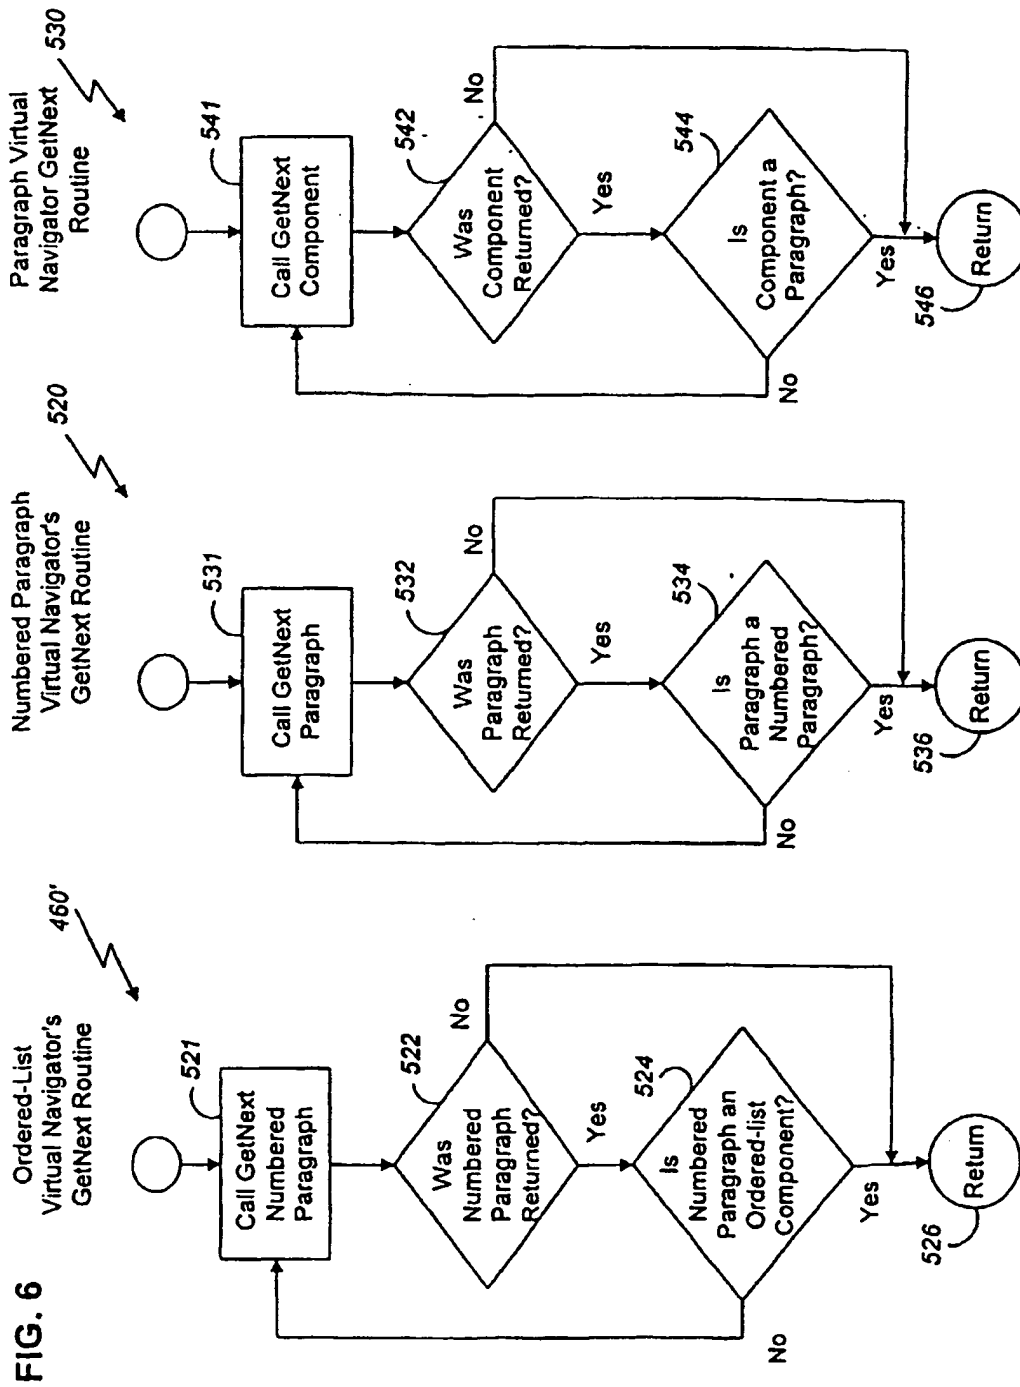 FIG. 6
Ordered-List
Virtual Navigator's
GetNext Routine
460'
521
Call GetNext
Numbered
Paragraph
522
Was
Numbered
Paragraph
Returned?
No
Yes
524
Is
Numbered
Paragraph an
Ordered-list
Component?
No
Yes
526
Return
Numbered Paragraph
Virtual Navigator's
GetNext Routine
520
531
Call GetNext
Paragraph
532
Was
Paragraph
Returned?
No
Yes
534
Is
Paragraph a
Numbered
Paragraph?
No
Yes
536
Return
Paragraph Virtual
Navigator GetNext
Routine
530
541
Call GetNext
Component
542
Was
Component
Returned?
No
Yes
544
Is
Component a
Paragraph?
No
Yes
546
Return